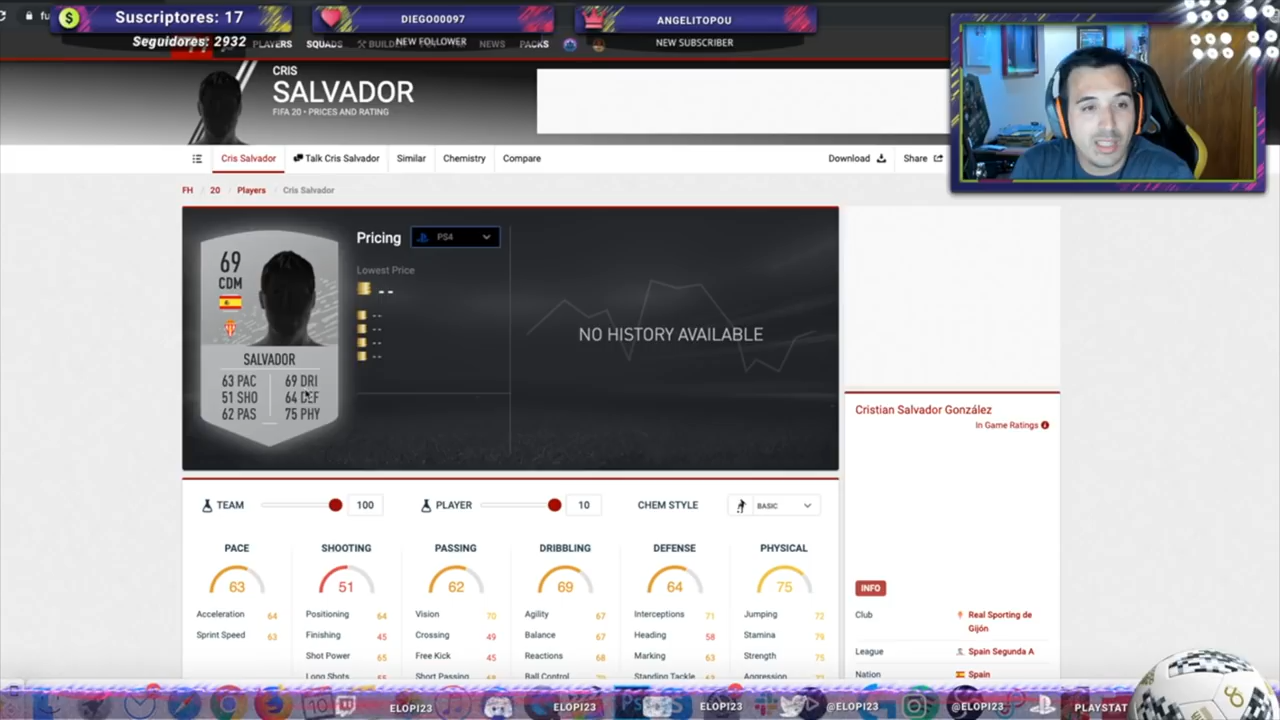 Suscriptores: 17
DIEGO00097
ANGELITOPOU
Seguidores: 2932
NEW FOLLOWER
NEW SUBSCRIBER
PLAYERS
SQUADS
NEWS
PACKS
CRIS
SALVADOR
FIFA 20 • PRICES AND RATING
Cris Salvador
Talk Cris Salvador
Similar
Chemistry
Compare
Download
Share
FH / 20 Players / Cris Salvador
69
CDM
SALVADOR
63 PAC 69 DRI
51 SHO 64 DEF
62 PAS 75 PHY
Pricing
PS4
Lowest Price
--
--
--
--
--
NO HISTORY AVAILABLE
Cristian Salvador González
In Game Ratings
TEAM 100
PLAYER 10
CHEM STYLE BASIC
PACE SHOOTING PASSING DRIBBLING DEFENSE PHYSICAL
63 51 62 69 64 75
Acceleration 64 Positioning 64 Vision 70 Agility 67 Interceptions 71 Jumping 72
Sprint Speed 63 Finishing 45 Crossing 49 Balance 67 Heading 58 Stamina 79
Shot Power 65 Free Kick 45 Reactions 68 Marking 63 Strength 75
INFO
Club Real Sporting de
Gijón
League Spain Segunda A
Nation Spain
ELOPI23
ELOPI23
ELOPI23
@ELOPI23
@ELOPI23
PLAYSTAT